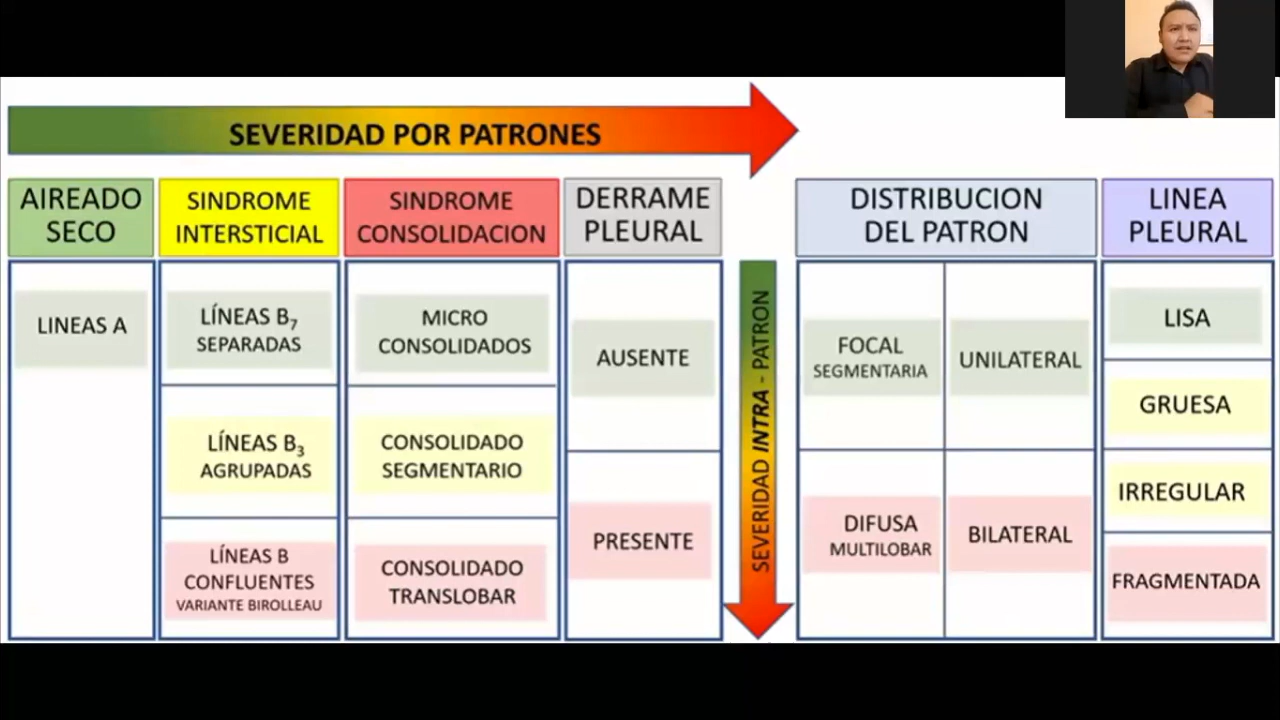 SEVERIDAD POR PATRONES
AIREADO
SECO
SINDROME
INTERSTICIAL
SINDROME
CONSOLIDACION
DERRAME
PLEURAL
DISTRIBUCION
DEL PATRON
LINEA
PLEURAL
LINEAS A
LÍNEAS B7
SEPARADAS
LÍNEAS B3
AGRUPADAS
LÍNEAS B
CONFLUENTES
VARIANTE BIROLLEAU
MICRO
CONSOLIDADOS
CONSOLIDADO
SEGMENTARIO
CONSOLIDADO
TRANSLOBAR
AUSENTE
PRESENTE
SEVERIDAD INTRA - PATRON
FOCAL
SEGMENTARIA
UNILATERAL
DIFUSA
MULTILOBAR
BILATERAL
LISA
GRUESA
IRREGULAR
FRAGMENTADA